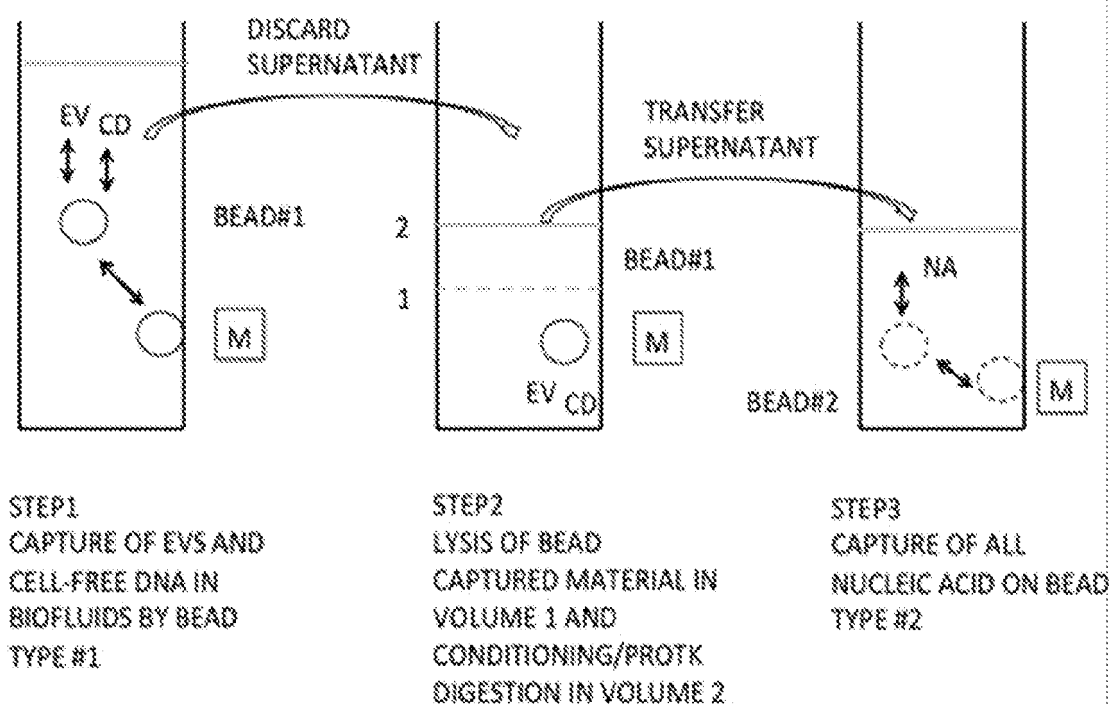 DISCARD
SUPERNATANT
EV CD
BEAD#1
M
TRANSFER
SUPERNATANT
2
1
BEAD#1
M
EV CD
NA
BEAD#2
M
STEP1
CAPTURE OF EVS AND
CELL-FREE DNA IN
BIOFLUIDS BY BEAD
TYPE #1
STEP2
LYSIS OF BEAD
CAPTURED MATERIAL IN
VOLUME 1 AND
CONDITIONING/PROTK
DIGESTION IN VOLUME 2
STEP3
CAPTURE OF ALL
NUCLEIC ACID ON BEAD
TYPE #2